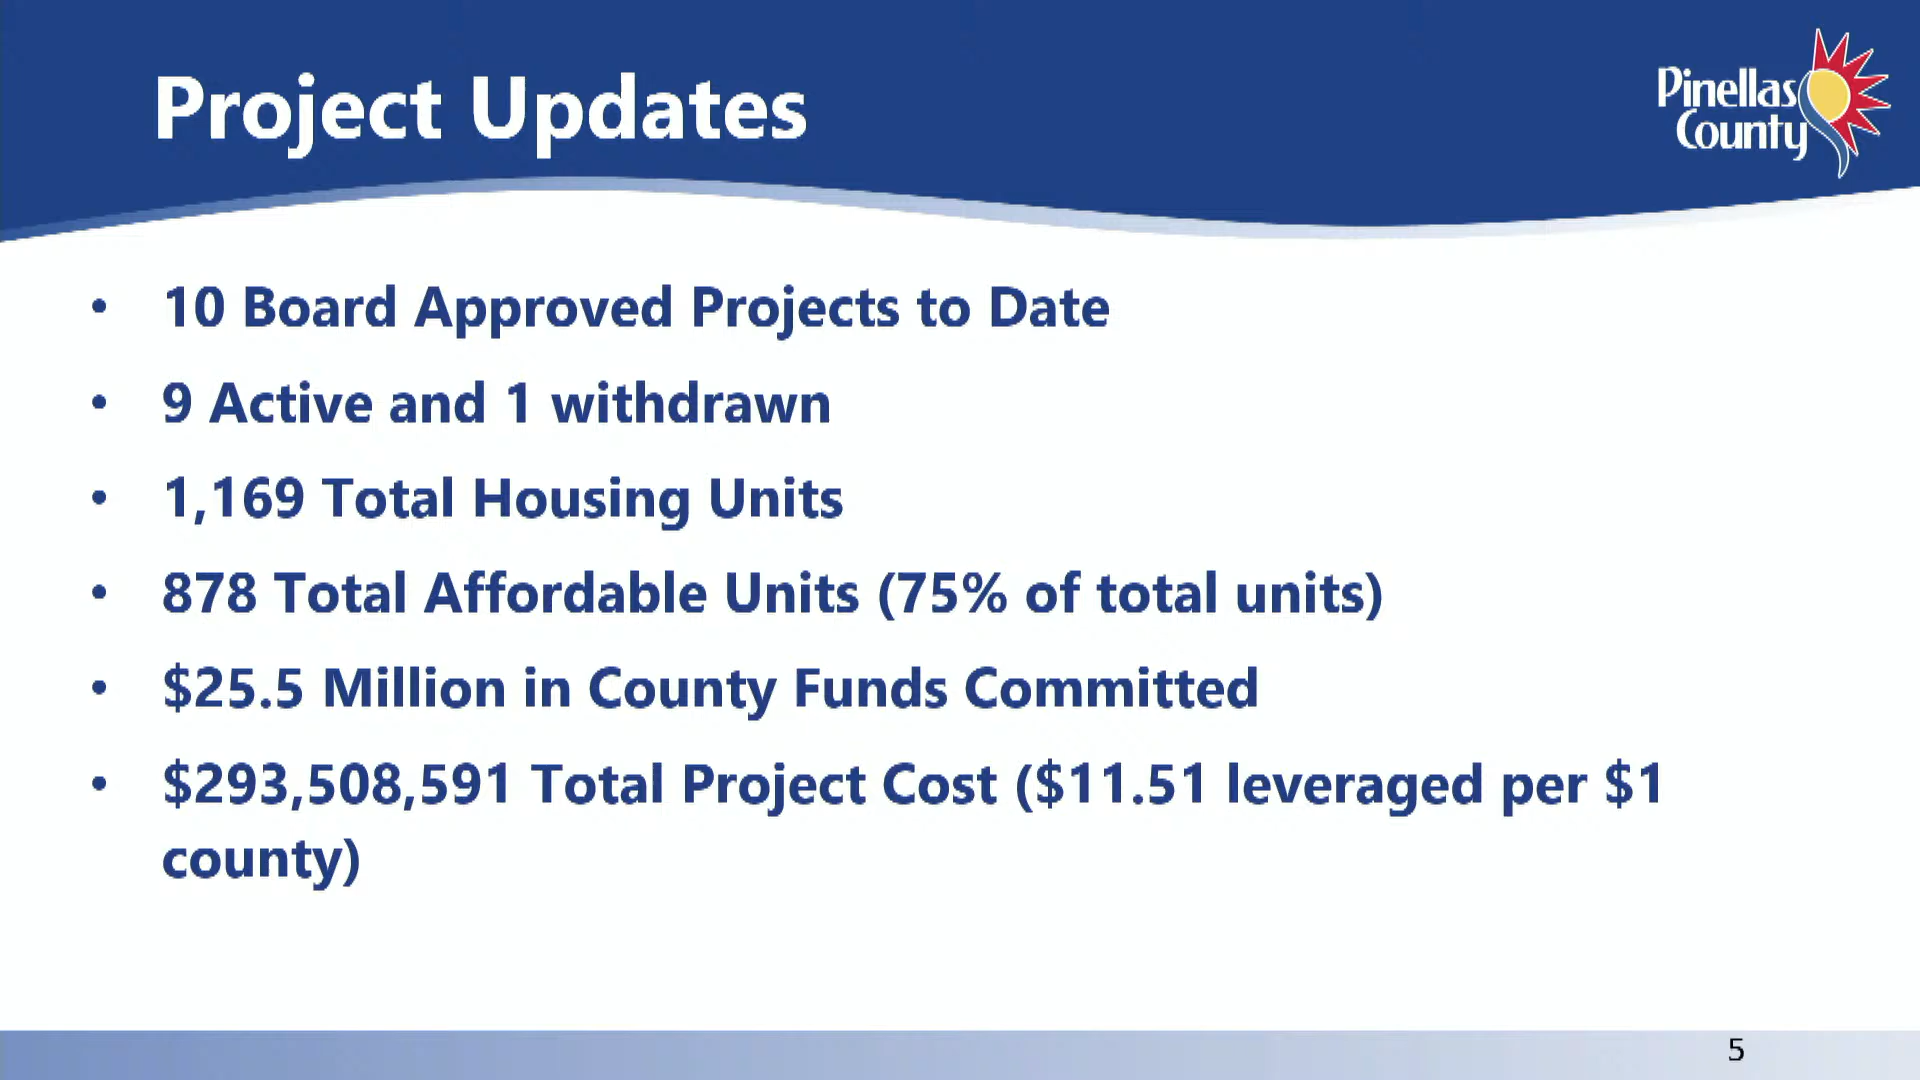 Project Updates
Pinellas
County
• 10 Board Approved Projects to Date
• 9 Active and 1 withdrawn
• 1,169 Total Housing Units
• 878 Total Affordable Units (75% of total units)
• $25.5 Million in County Funds Committed
• $293,508,591 Total Project Cost ($11.51 leveraged per $1
county)
5